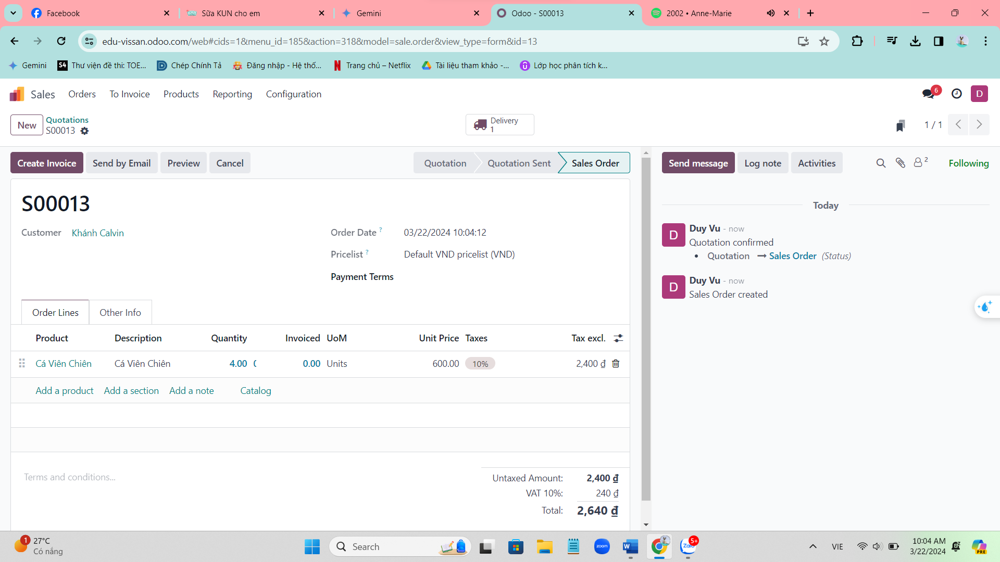 Facebook
Sữa KUN cho em
Gemini
Odoo - S00013
2002 • Anne-Marie
edu-vissan.odoo.com/web#cids=1&menu_id=185&action=318&model=sale.order&view_type=form&id=13
Gemini
S4 Thư viện đề thi: TOE...
Chép Chính Tả
Đăng nhập - Hệ thố...
Trang chủ – Netflix
Tài liệu tham khảo -...
Lớp học phân tích k...
Sales
Orders
To Invoice
Products
Reporting
Configuration
6
D
New
Quotations
S00013
Delivery
1
1 / 1
Create Invoice
Send by Email
Preview
Cancel
Quotation
Quotation Sent
Sales Order
Send message
Log note
Activities
2
Following
S00013
Customer Khánh Calvin
Order Date ? 03/22/2024 10:04:12
Pricelist ? Default VND pricelist (VND)
Payment Terms
Today
D Duy Vu - now
Quotation confirmed
• Quotation → Sales Order (Status)
D Duy Vu - now
Sales Order created
Order Lines
Other Info
Product Description Quantity Invoiced UoM Unit Price Taxes Tax excl.
Cá Viên Chiên Cá Viên Chiên 4.00 0.00 Units 600.00 10% 2,400 ₫
Add a product Add a section Add a note Catalog
Terms and conditions...
Untaxed Amount: 2,400 ₫
VAT 10%: 240 ₫
Total: 2,640 ₫
1
27°C
Có nắng
Search
zoom
W
Zalo
5+
VIE
10:04 AM
3/22/2024
PRE